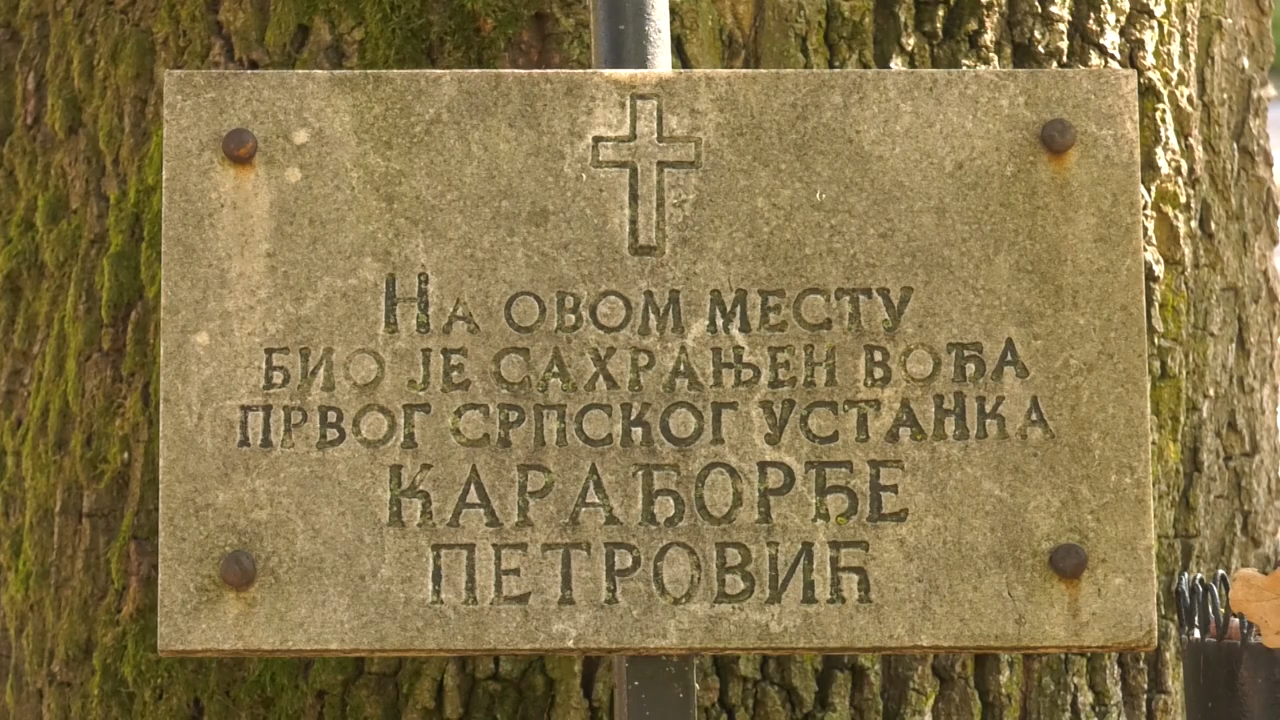 На овом месту
био је сахрањен вођа
првог српског устанка
КАРАЂОРЂЕ
ПЕТРОВИЋ